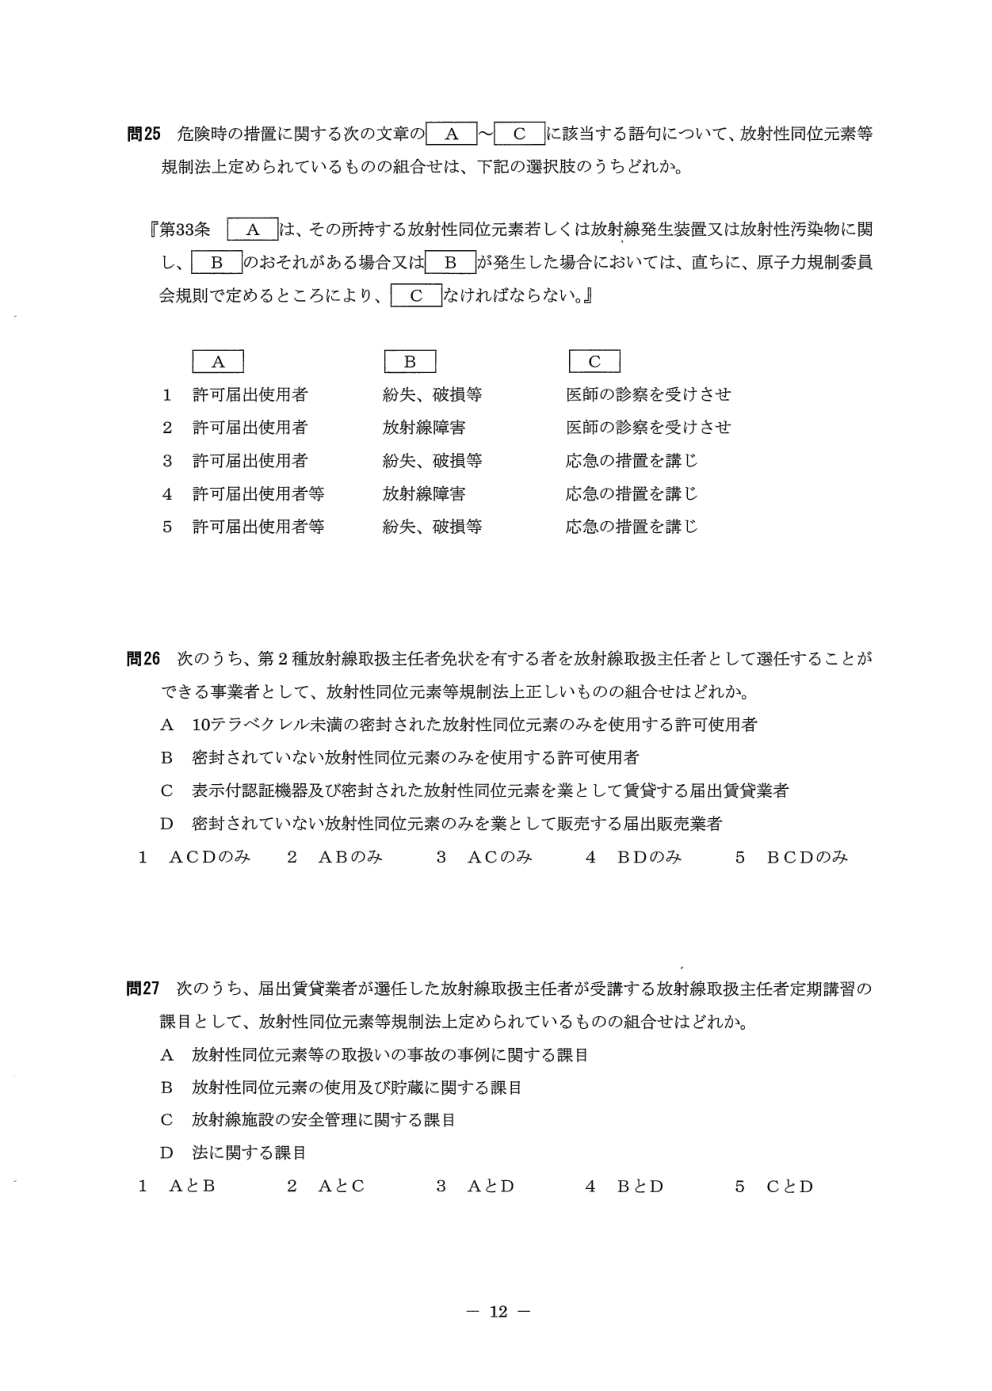 問25 危険時の措置に関する次の文章の A ～ C に該当する語句について、放射性同位元素等
規制法上定められているものの組合せは、下記の選択肢のうちどれか。
『第33条 A は、その所持する放射性同位元素若しくは放射線発生装置又は放射性汚染物に関
し、 B のおそれがある場合又は B が発生した場合においては、直ちに、原子力規制委員
会規則で定めるところにより、 C なければならない。』
A B C
1 許可届出使用者 紛失、破損等 医師の診察を受けさせ
2 許可届出使用者 放射線障害 医師の診察を受けさせ
3 許可届出使用者 紛失、破損等 応急の措置を講じ
4 許可届出使用者等 放射線障害 応急の措置を講じ
5 許可届出使用者等 紛失、破損等 応急の措置を講じ
問26 次のうち、第２種放射線取扱主任者免状を有する者を放射線取扱主任者として選任することが
できる事業者として、放射性同位元素等規制法上正しいものの組合せはどれか。
A 10テラベクレル未満の密封された放射性同位元素のみを使用する許可使用者
B 密封されていない放射性同位元素のみを使用する許可使用者
C 表示付認証機器及び密封された放射性同位元素を業として賃貸する届出賃貸業者
D 密封されていない放射性同位元素のみを業として販売する届出販売業者
1 ＡＣＤのみ 2 ＡＢのみ 3 ＡＣのみ 4 ＢＤのみ 5 ＢＣＤのみ
問27 次のうち、届出賃貸業者が選任した放射線取扱主任者が受講する放射線取扱主任者定期講習の
課目として、放射性同位元素等規制法上定められているものの組合せはどれか。
A 放射性同位元素等の取扱いの事故の事例に関する課目
B 放射性同位元素の使用及び貯蔵に関する課目
C 放射線施設の安全管理に関する課目
D 法に関する課目
1 ＡとＢ 2 ＡとＣ 3 ＡとＤ 4 ＢとＤ 5 ＣとＤ
－ 12 －